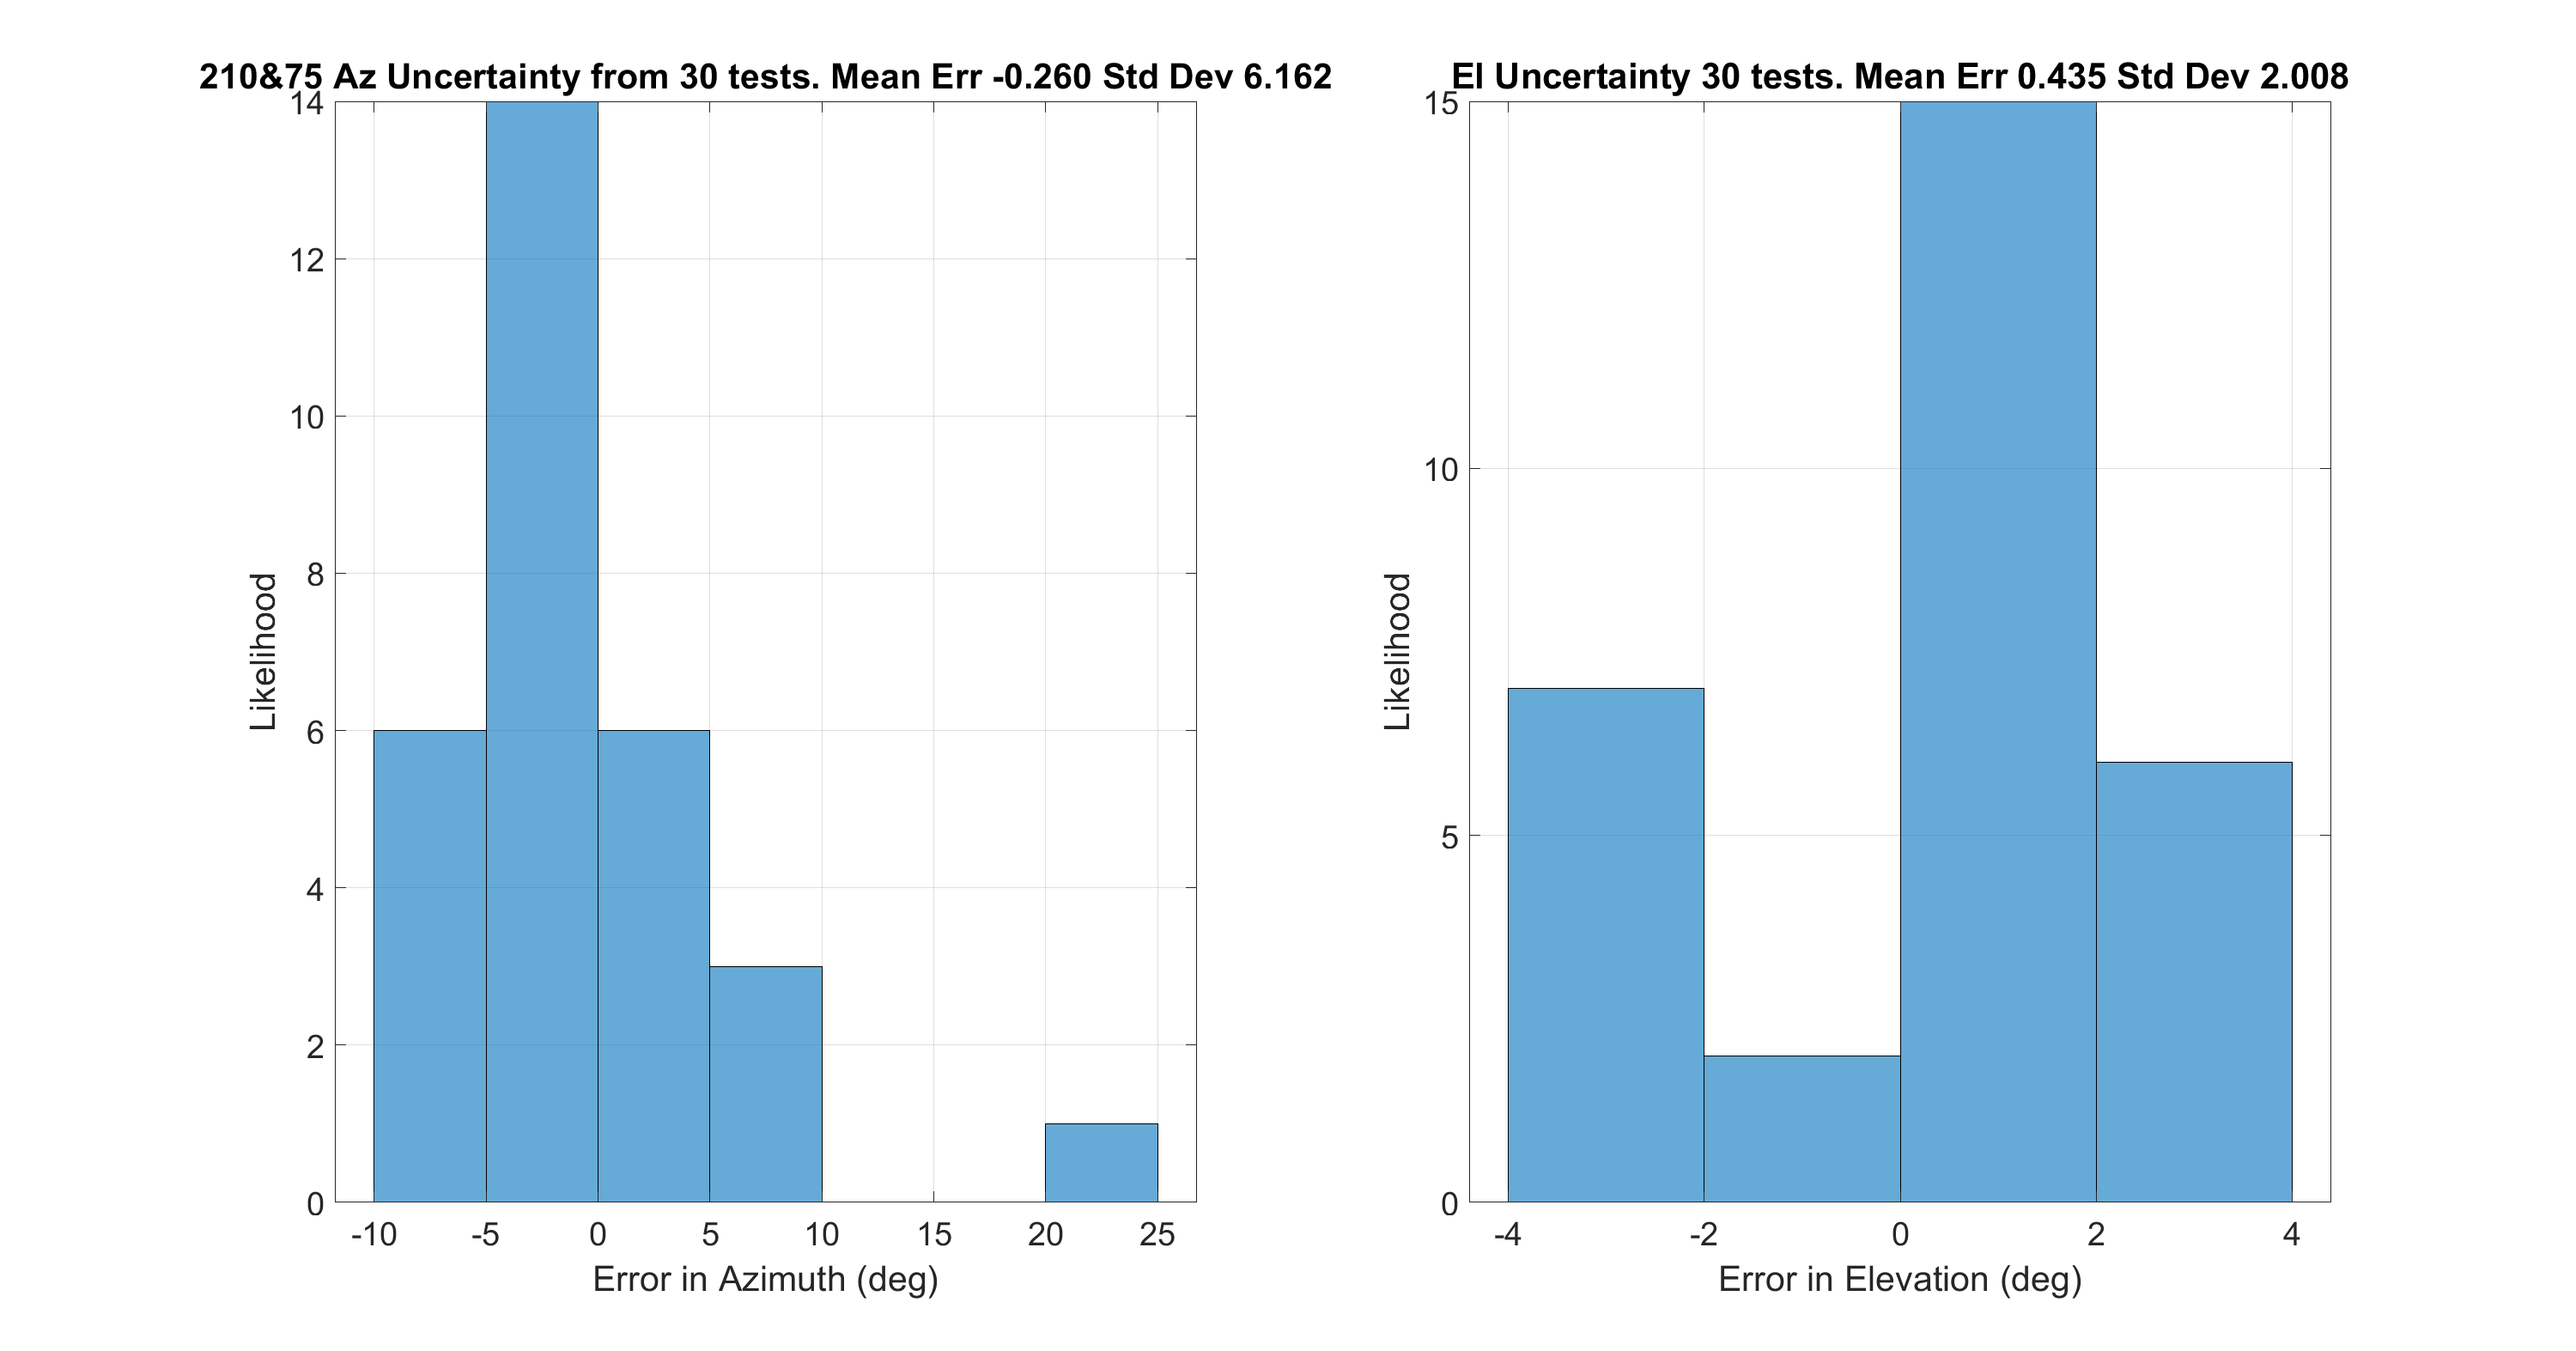 210&75 Az Uncertainty from 30 tests. Mean Err -0.260 Std Dev 6.162
14
12
10
8
6
4
2
0
Likelihood
-10 -5 0 5 10 15 20 25
Error in Azimuth (deg)
El Uncertainty 30 tests. Mean Err 0.435 Std Dev 2.008
15
10
5
0
Likelihood
-4 -2 0 2 4
Error in Elevation (deg)